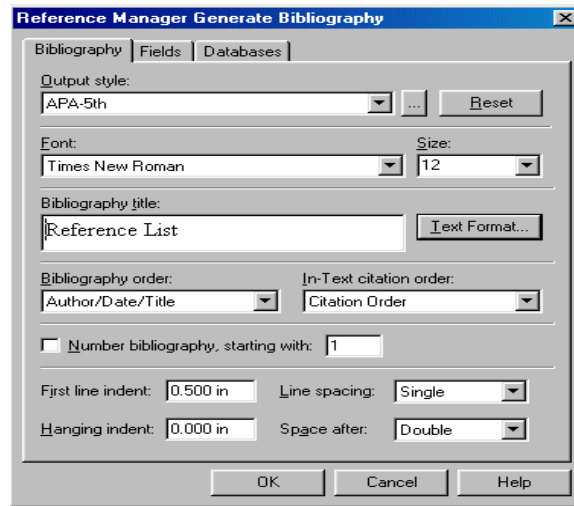 Reference Manager Generate Bibliography
Bibliography Fields Databases
Output style:
APA-5th ... Reset
Font: Size:
Times New Roman 12
Bibliography title:
Reference List Text Format...
Bibliography order: In-Text citation order:
Author/Date/Title Citation Order
Number bibliography, starting with: 1
First line indent: 0.500 in Line spacing: Single
Hanging indent: 0.000 in Space after: Double
OK Cancel Help